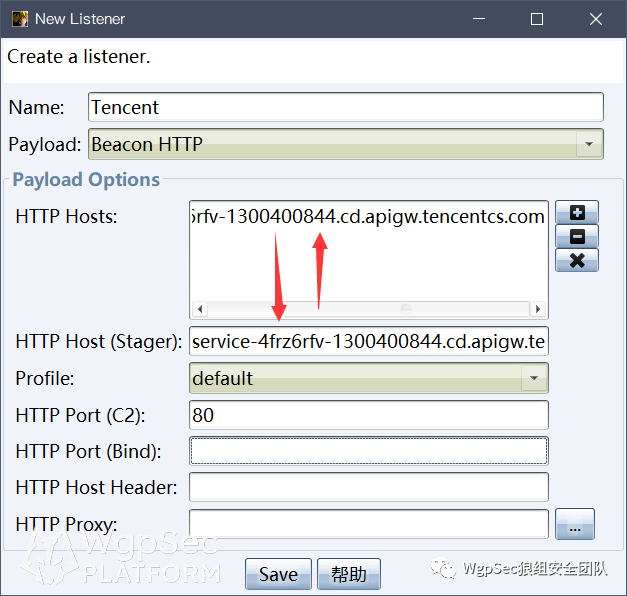 New Listener
Create a listener.
Name: Tencent
Payload: Beacon HTTP
Payload Options
HTTP Hosts: rfv-1300400844.cd.apigw.tencentcs.com
HTTP Host (Stager): service-4frz6rfv-1300400844.cd.apigw.te
Profile: default
HTTP Port (C2): 80
HTTP Port (Bind):
HTTP Host Header:
HTTP Proxy: ...
WgpSec
PLATFORM
Save 帮助
WgpSec狼组安全团队